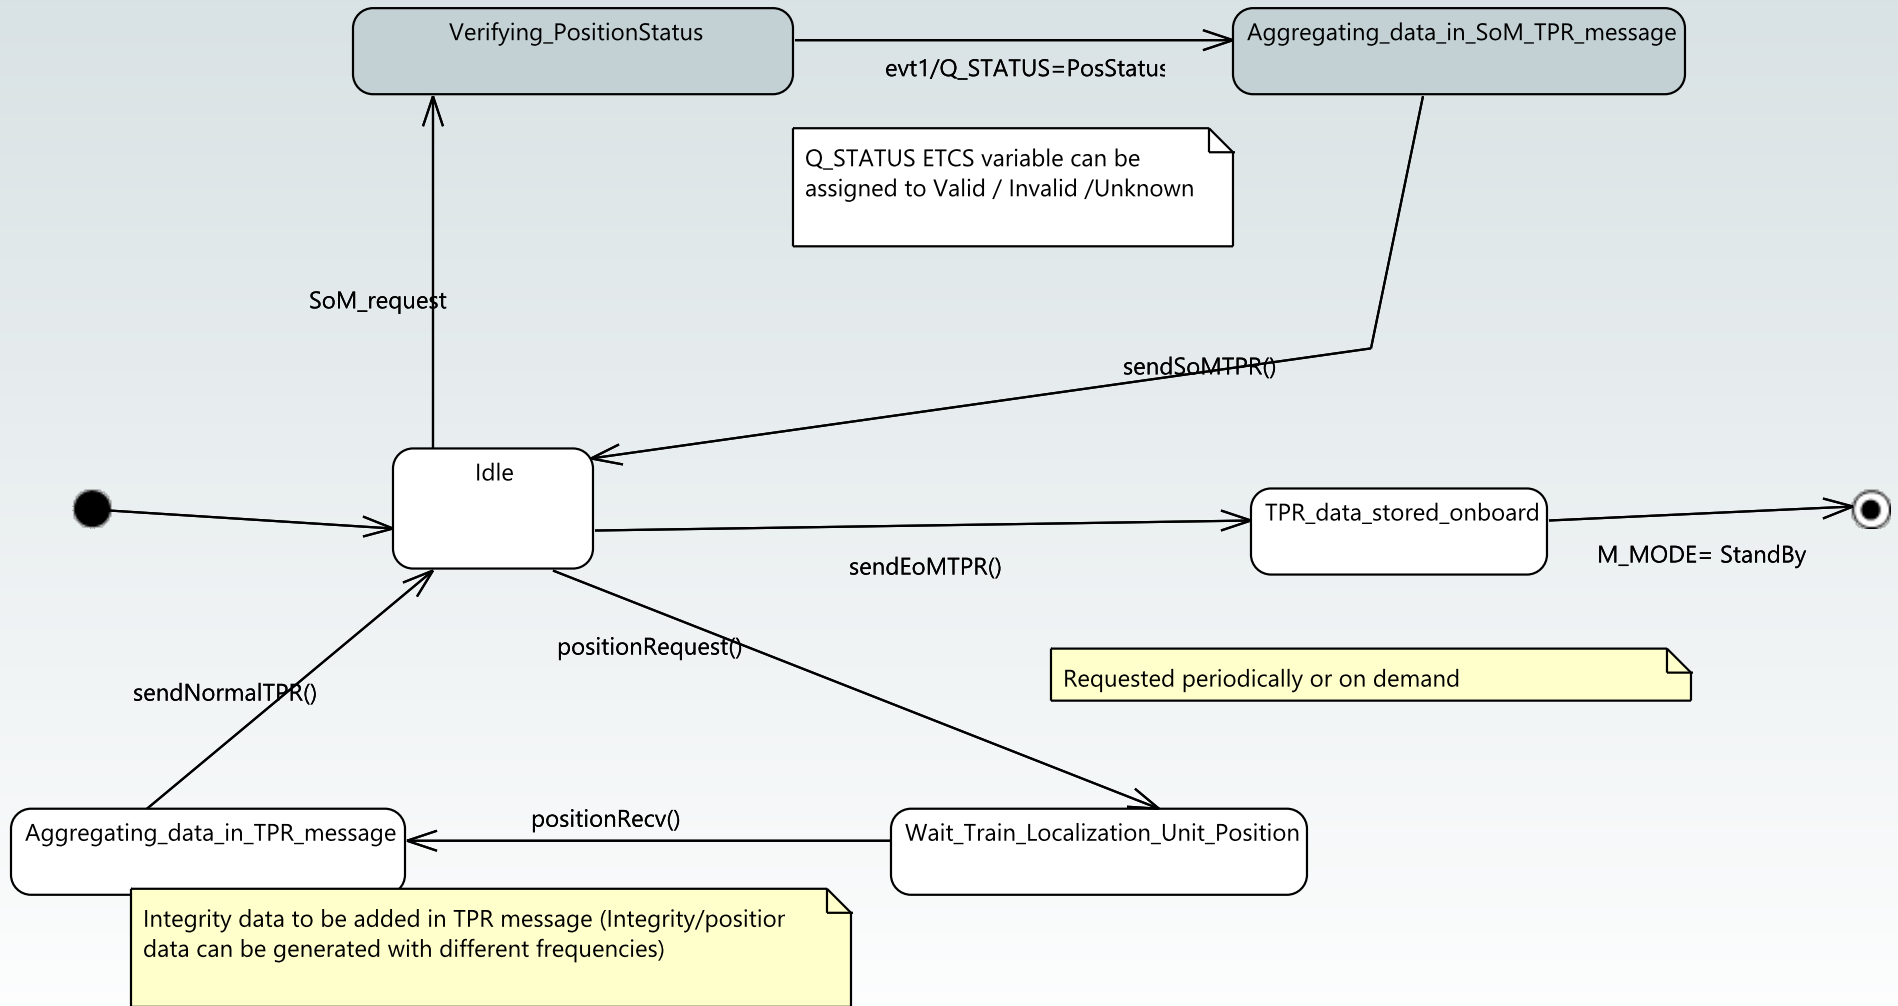 Verifying_PositionStatus
Aggregating_data_in_SoM_TPR_message
evt1/Q_STATUS=PosStatus
Q_STATUS ETCS variable can be
assigned to Valid / Invalid /Unknown
SoM_request
sendSoMTPR()
Idle
TPR_data_stored_onboard
sendEoMTPR()
M_MODE= StandBy
positionRequest()
Requested periodically or on demand
sendNormalTPR()
positionRecv()
Aggregating_data_in_TPR_message
Wait_Train_Localization_Unit_Position
Integrity data to be added in TPR message (Integrity/position
data can be generated with different frequencies)